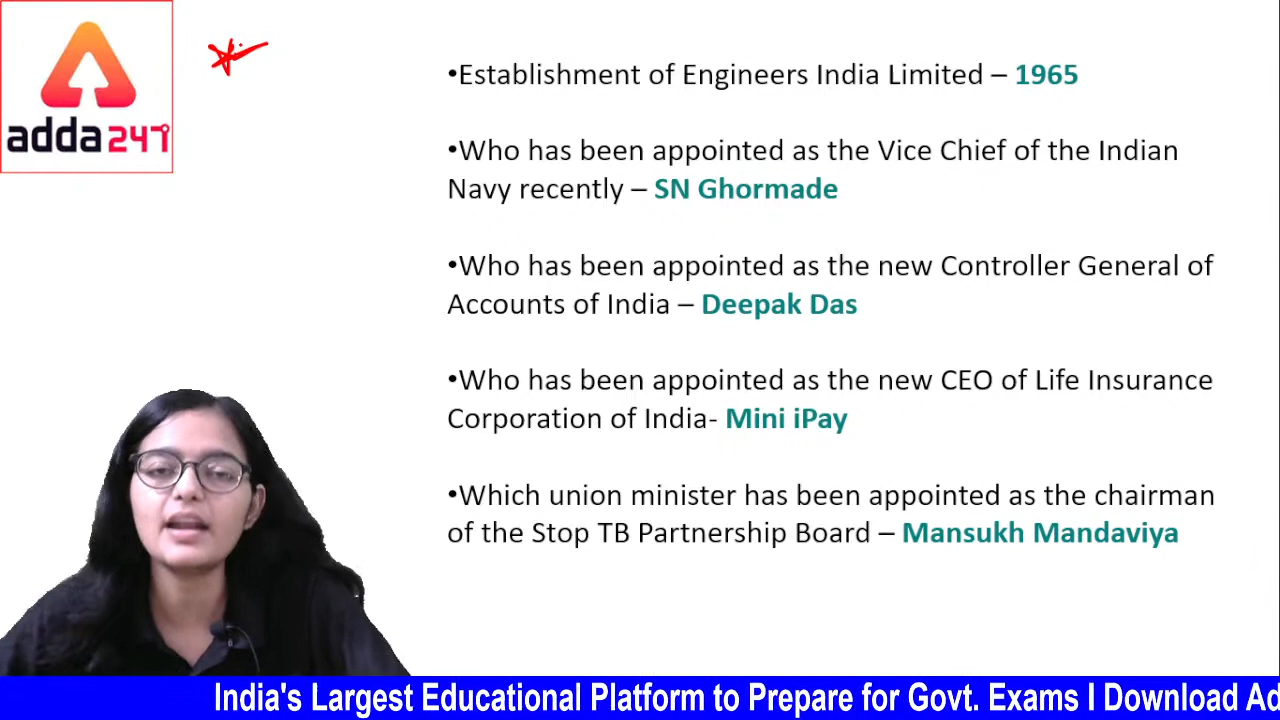 adda247
•Establishment of Engineers India Limited – 1965
•Who has been appointed as the Vice Chief of the Indian
Navy recently – SN Ghormade
•Who has been appointed as the new Controller General of
Accounts of India – Deepak Das
•Who has been appointed as the new CEO of Life Insurance
Corporation of India- Mini iPay
•Which union minister has been appointed as the chairman
of the Stop TB Partnership Board – Mansukh Mandaviya
India's Largest Educational Platform to Prepare for Govt. Exams I Download Ad